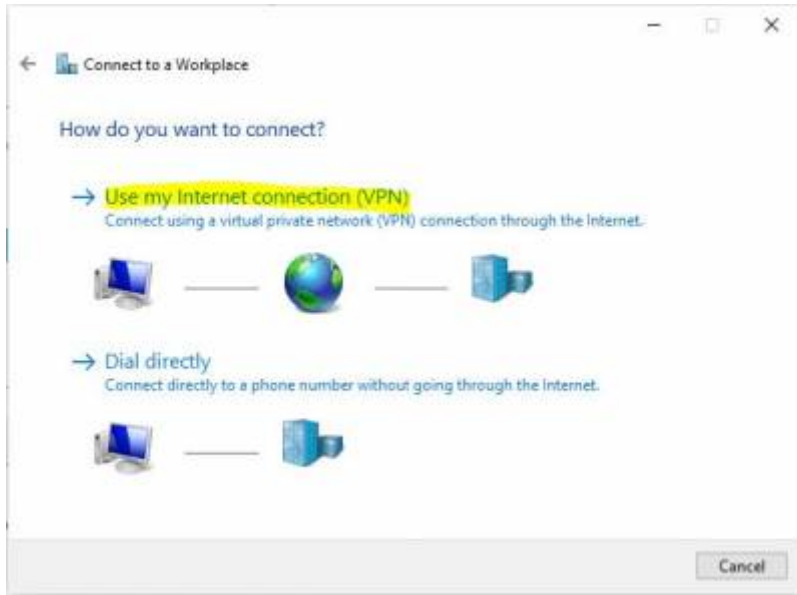 Connect to a Workplace
How do you want to connect?
Use my Internet connection (VPN)
Connect using a virtual private network (VPN) connection through the Internet.
Dial directly
Connect directly to a phone number without going through the Internet.
Cancel